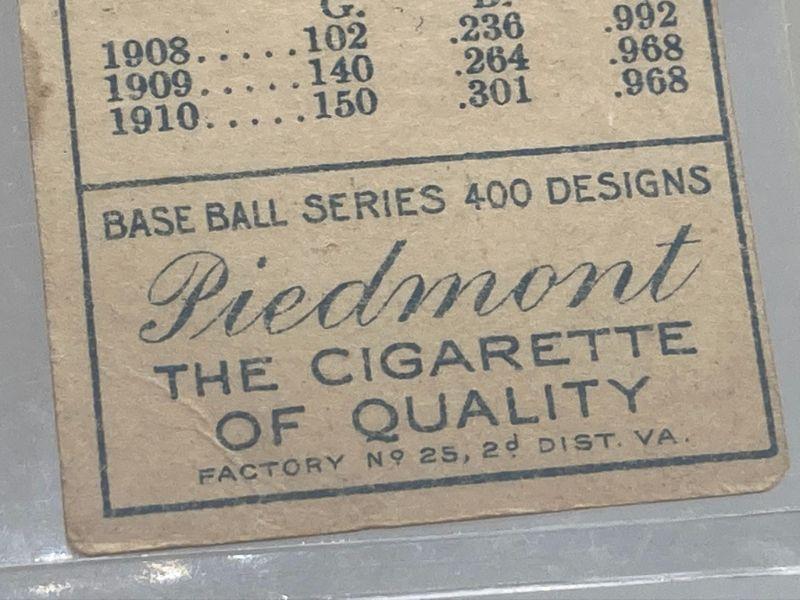 G. B.
1908.....102 .236 .992
1909.....140 .264 .968
1910.....150 .301 .968
BASE BALL SERIES 400 DESIGNS
Piedmont
THE CIGARETTE
OF QUALITY
FACTORY Nº 25, 2d DIST. VA.